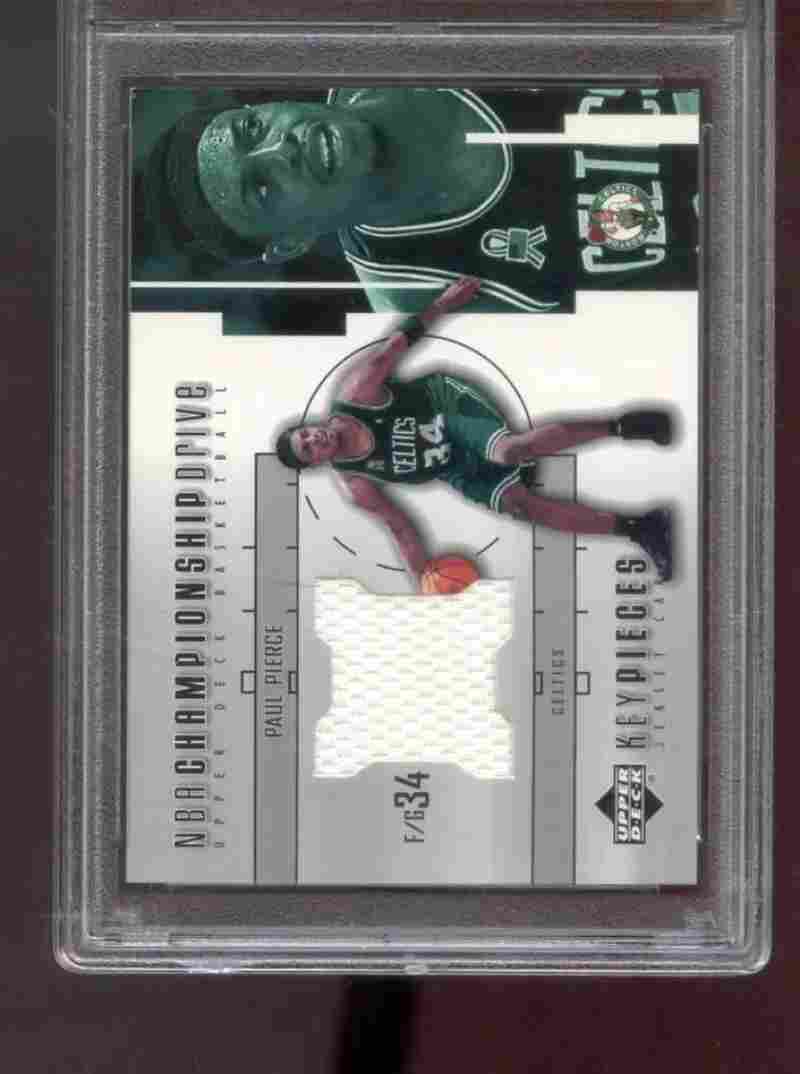 NBA CHAMPIONSHIP DRIVE
UPPER DECK BASKETBALL
PAUL PIERCE
CELTICS
CELTICS
34
F/G 34
CELTICS
KEY PIECES
JERSEY CA
UPPER
DECK